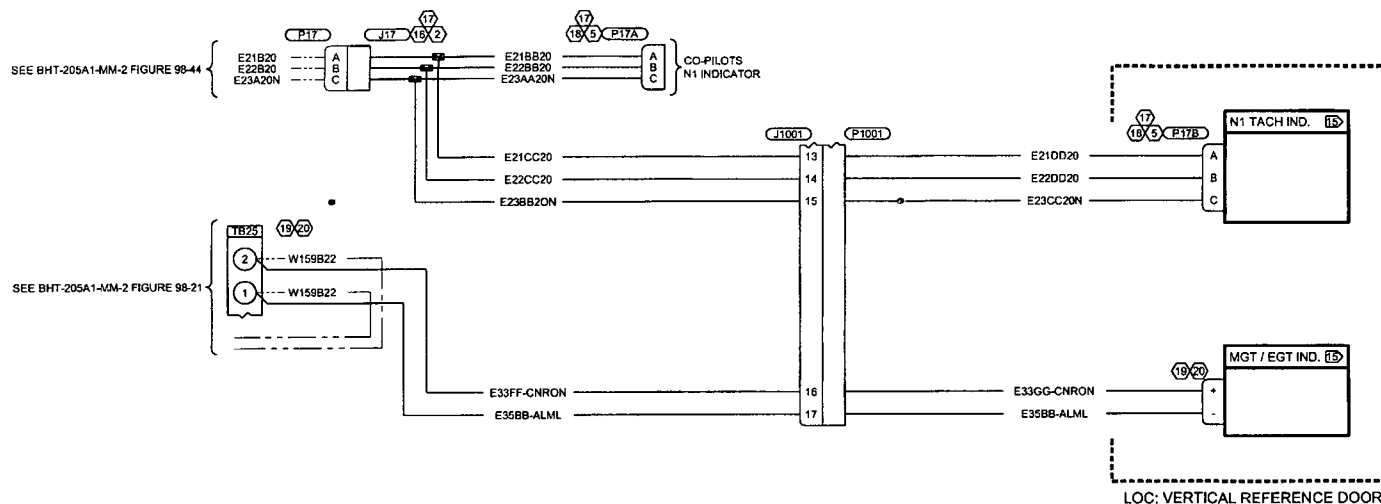 17
P17 J17 16 2
17
18 5 P17A
SEE BHT-205A1-MM-2 FIGURE 98-44
E21B20 A E21BB20 A
E22B20 B E22BB20 B
E23A20N C E23AA20N C
CO-PILOTS
N1 INDICATOR
J1001 P1001
17
18 5 P17B
N1 TACH IND. 15
E21CC20 13 E21DD20 A
E22CC20 14 E22DD20 B
E23BB2ON 15 E23CC20N C
TB25 19 20
2 W159B22
SEE BHT-205A1-MM-2 FIGURE 98-21
1 W159B22
MGT / EGT IND. 15
19 20
E33FF-CNRON 16 E33GG-CNRON +
E35BB-ALML 17 E35BB-ALML -
LOC: VERTICAL REFERENCE DOOR